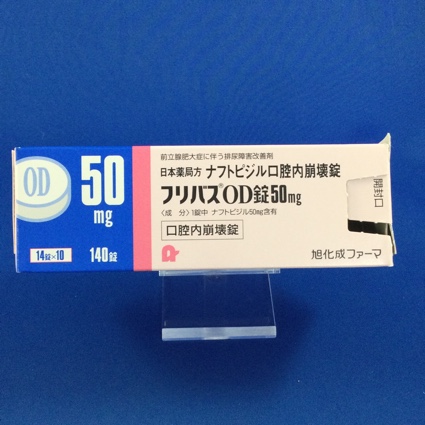 OD
50
mg
14錠×10
140錠
前立腺肥大症に伴う排尿障害改善剤
日本薬局方 ナフトピジル口腔内崩壊錠
フリバス®OD錠50mg
〈成 分〉1錠中 ナフトピジル50mg含有
口腔内崩壊錠
旭化成ファーマ
開封口